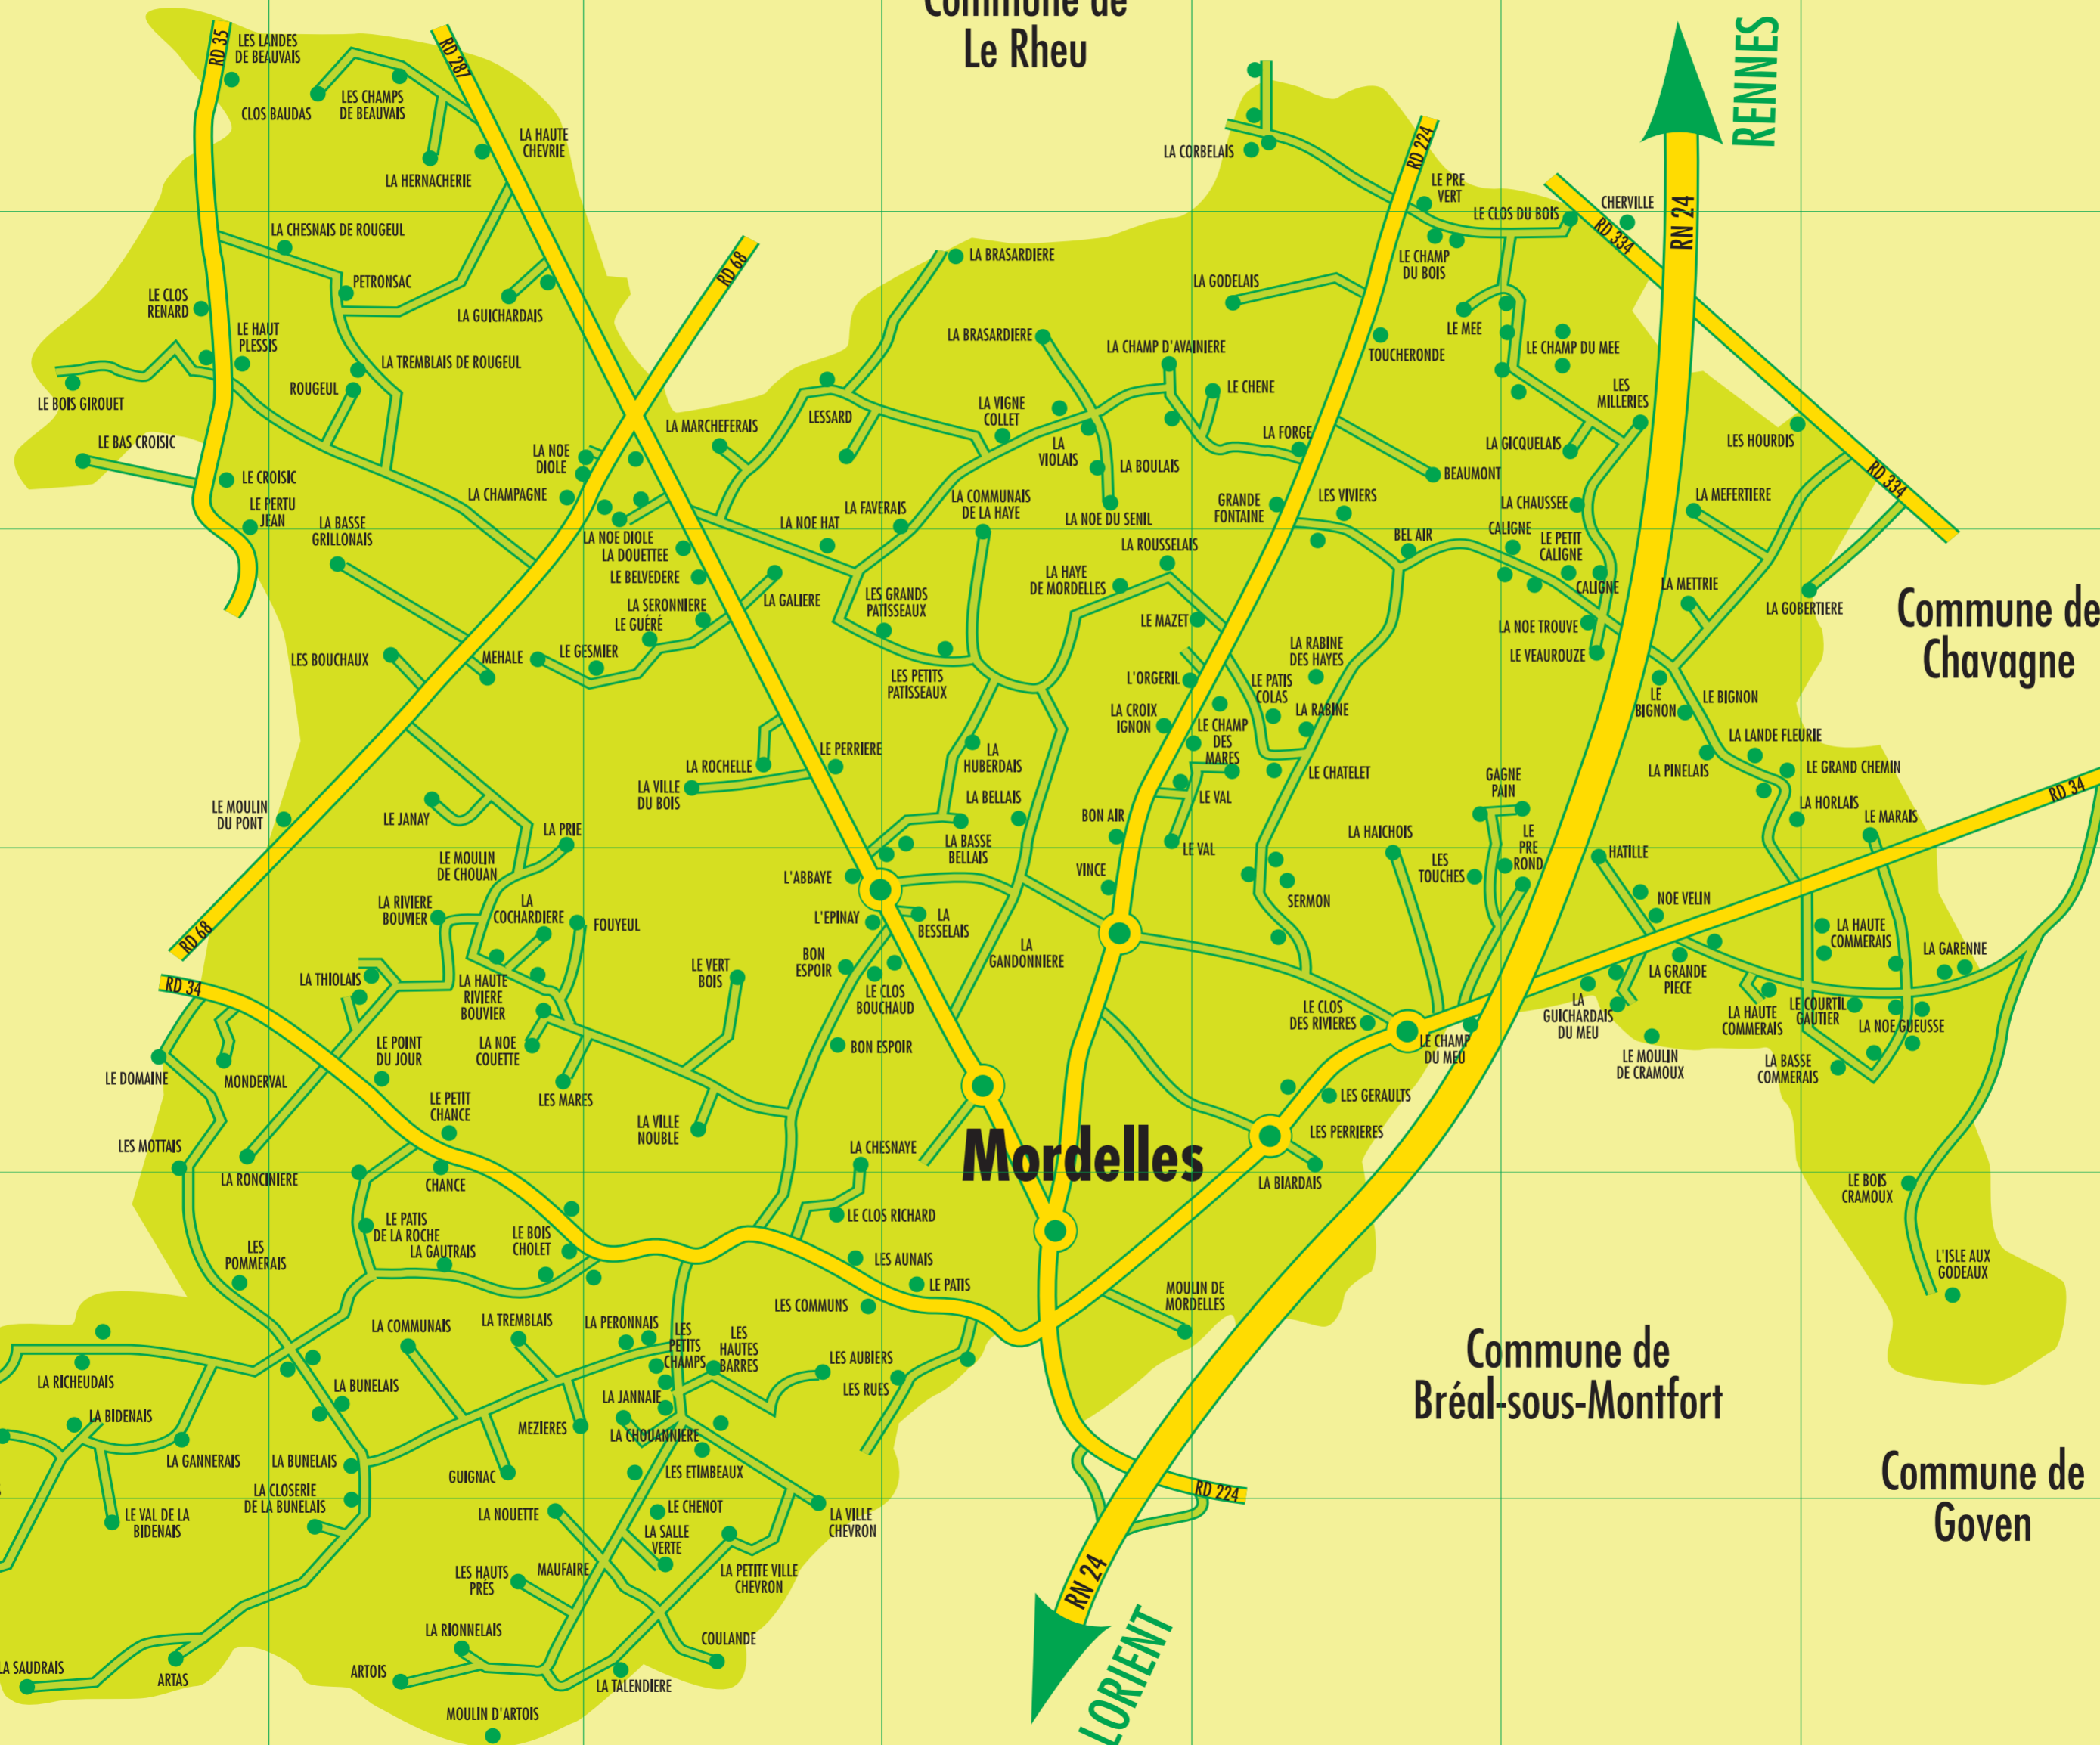 Commune de
Le Rheu
RENNES
RD 35
LES LANDES
DE BEAUVAIS
RD 287
CLOS BAUDAS
LES CHAMPS
DE BEAUVAIS
LA HAUTE
CHEVRIE
LA HERNACHERIE
LA CORBELAIS
RD 224
LE PRE
VERT
LE CLOS DU BOIS
CHERVILLE
RD 334
RN 24
LA CHESNAIS DE ROUGEUL
PETRONSAC
LE CLOS
RENARD
LE HAUT
PLESSIS
LA GUICHARDAIS
RD 68
LA BRASARDIERE
LE CHAMP
DU BOIS
LA GODELAIS
LE MEE
LE CHAMP DU MEE
TOUCHERONDE
LA BRASARDIERE
LA CHAMP D'AVAINIERE
LA TREMBLAIS DE ROUGEUL
ROUGEUL
LE BOIS GIROUET
LE CHENE
LES
MILLERIES
LA VIGNE
COLLET
LESSARD
LA MARCHEFERAIS
LE BAS CROISIC
LA NOE
DIOLE
LA
VIOLAIS
LA BOULAIS
LA FORGE
LA GICQUELAIS
LES HOURDIS
BEAUMONT
RD 334
LE CROISIC
LE PERTU
JEAN
LA BASSE
GRILLONAIS
LA CHAMPAGNE
LA FAVERAIS
LA COMMUNAIS
DE LA HAYE
LA NOE DU SENIL
GRANDE
FONTAINE
LES VIVIERS
LA CHAUSSEE
LA MEFERTIERE
LA NOE HAT
LA NOE DIOLE
LA DOUETTEE
LE BELVEDERE
LA ROUSSELAIS
BEL AIR
CALIGNE
LE PETIT
CALIGNE
CALIGNE
LA HAYE
DE MORDELLES
LA METTRIE
LA GOBERTIERE
Commune de
Chavagne
LA SERONNIERE
LE GUÉRÉ
LA GALIERE
LES GRANDS
PATISSEAUX
LE MAZET
LA NOE TROUVE
LE VEAUROUZE
LES BOUCHAUX
MEHALE
LE GESMIER
LES PETITS
PATISSEAUX
L'ORGERIL
LA RABINE
DES HAYES
LE PATIS
COLAS
LE
BIGNON
LE BIGNON
LA CROIX
IGNON
LE CHAMP
DES
MARES
LA RABINE
LA LANDE FLEURIE
LA PINELAIS
LE GRAND CHEMIN
LE PERRIERE
LA
HUBERDAIS
LA ROCHELLE
LA VILLE
DU BOIS
LE CHATELET
GAGNE
PAIN
LE MOULIN
DU PONT
LE JANAY
LA BELLAIS
LE VAL
LA HORLAIS
LE MARAIS
RD 34
LA PRIE
BON AIR
LE VAL
LA HAICHOIS
LE
PRE
ROND
LES
TOUCHES
HATILLE
LE MOULIN
DE CHOUAN
LA BASSE
BELLAIS
L'ABBAYE
VINCE
SERMON
NOE VELIN
LA RIVIERE
BOUVIER
LA
COCHARDIERE
FOUYEUL
L'EPINAY
LA
BESSELAIS
LA HAUTE
COMMERAIS
LA GARENNE
RD 68
RD 34
LA THIOLAIS
LA HAUTE
RIVIERE
BOUVIER
LE VERT
BOIS
BON
ESPOIR
LE CLOS
BOUCHAUD
LA
GANDONNIERE
LA GRANDE
PIECE
LA
GUICHARDAIS
DU MEU
LA HAUTE
COMMERAIS
LE COURTIL
GAUTIER
LA NOE GUEUSSE
LE CLOS
DES RIVIERES
LE CHAMP
DU MEU
LE POINT
DU JOUR
LA NOE
COUETTE
BON ESPOIR
LE MOULIN
DE CRAMOUX
LA BASSE
COMMERAIS
LE DOMAINE
MONDERVAL
LE PETIT
CHANCE
LES MARES
LA VILLE
NOUBLE
LES GERAULTS
LES PERRIERES
LES MOTTAIS
LA RONCINIERE
CHANCE
LA CHESNAYE
Mordelles
LA BIARDAIS
LE BOIS
CRAMOUX
LE PATIS
DE LA ROCHE
LE BOIS
CHOLET
LE CLOS RICHARD
LES
POMMERAIS
LA GAUTRAIS
LES AUNAIS
LE PATIS
LES COMMUNS
MOULIN DE
MORDELLES
L'ISLE AUX
GODEAUX
LA COMMUNAIS
LA TREMBLAIS
LA PERONNAIS
LES
PETITS
CHAMPS
LES
HAUTES
BARRES
LES AUBIERS
LES RUES
Commune de
Bréal-sous-Montfort
LA RICHEUDAIS
LA BUNELAIS
LA JANNAIE
LA BIDENAIS
MEZIERES
LA CHOUANNIERE
LA GANNERAIS
LA BUNELAIS
GUIGNAC
LES ETIMBEAUX
LA CLOSERIE
DE LA BUNELAIS
RD 224
Commune de
Goven
LE VAL DE LA
BIDENAIS
LA NOUETTE
LE CHENOT
LA VILLE
CHEVRON
LA SALLE
VERTE
LES HAUTS
PRÉS
MAUFAIRE
LA PETITE VILLE
CHEVRON
RN 24
LA RIONNELAIS
COULANDE
LORIENT
LA SAUDRAIS
ARTAS
ARTOIS
LA TALENDIERE
MOULIN D'ARTOIS